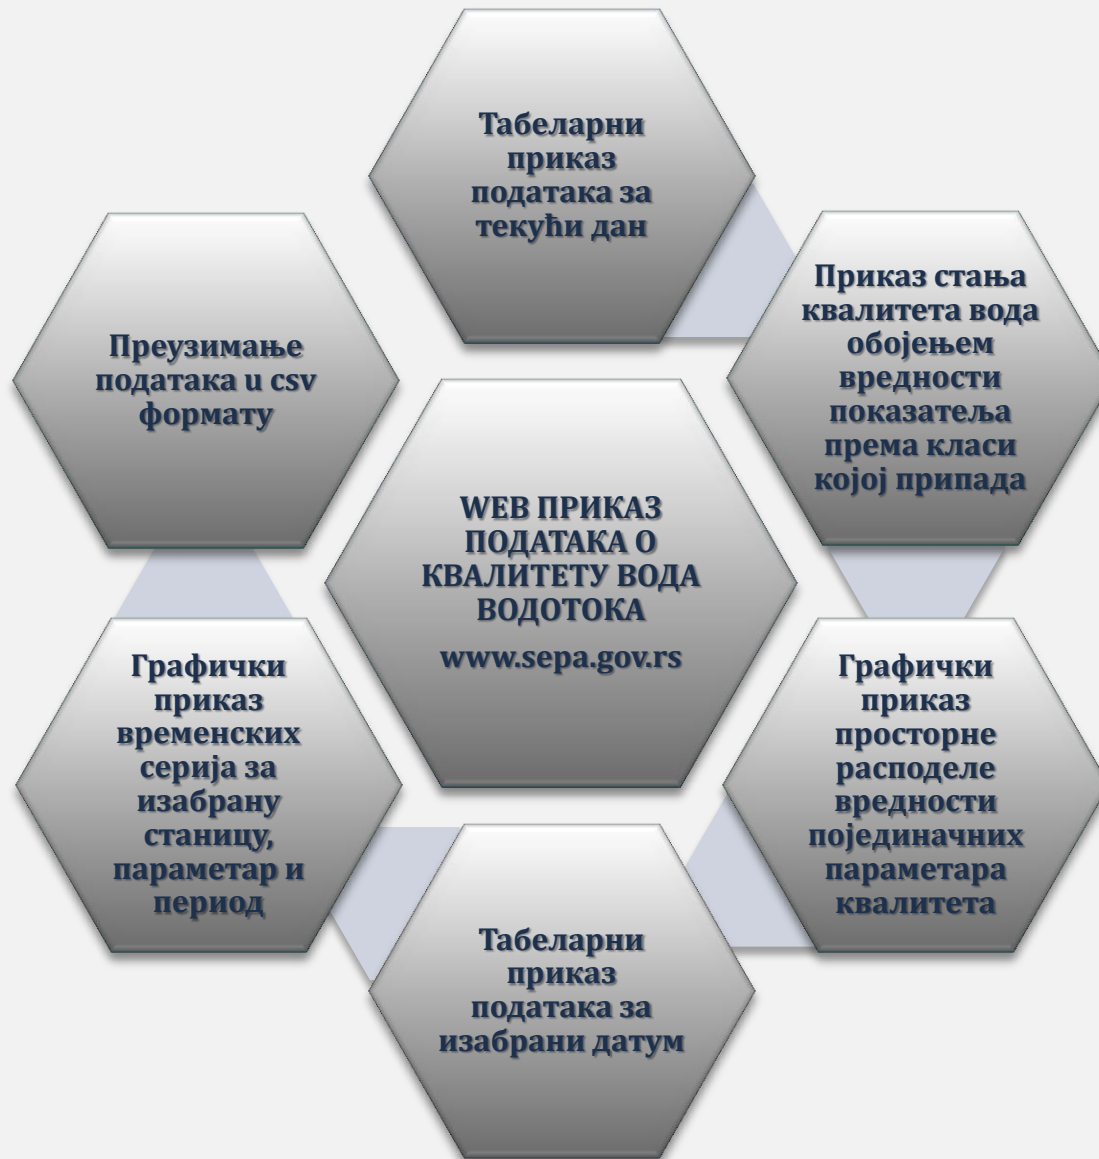 Табеларни
приказ
података за
текући дан
Приказ стања
квалитета вода
обојењем
вредности
показатеља
према класи
којој припада
Преузимање
података u csv
формату
WEB ПРИКАЗ
ПОДАТАКА О
КВАЛИТЕТУ ВОДА
ВОДОТОКА
www.sepa.gov.rs
Графички
приказ
временских
серија за
изабрану
станицу,
параметар и
период
Графички
приказ
просторне
расподеле
вредности
појединачних
параметара
квалитета
Табеларни
приказ
података за
изабрани датум